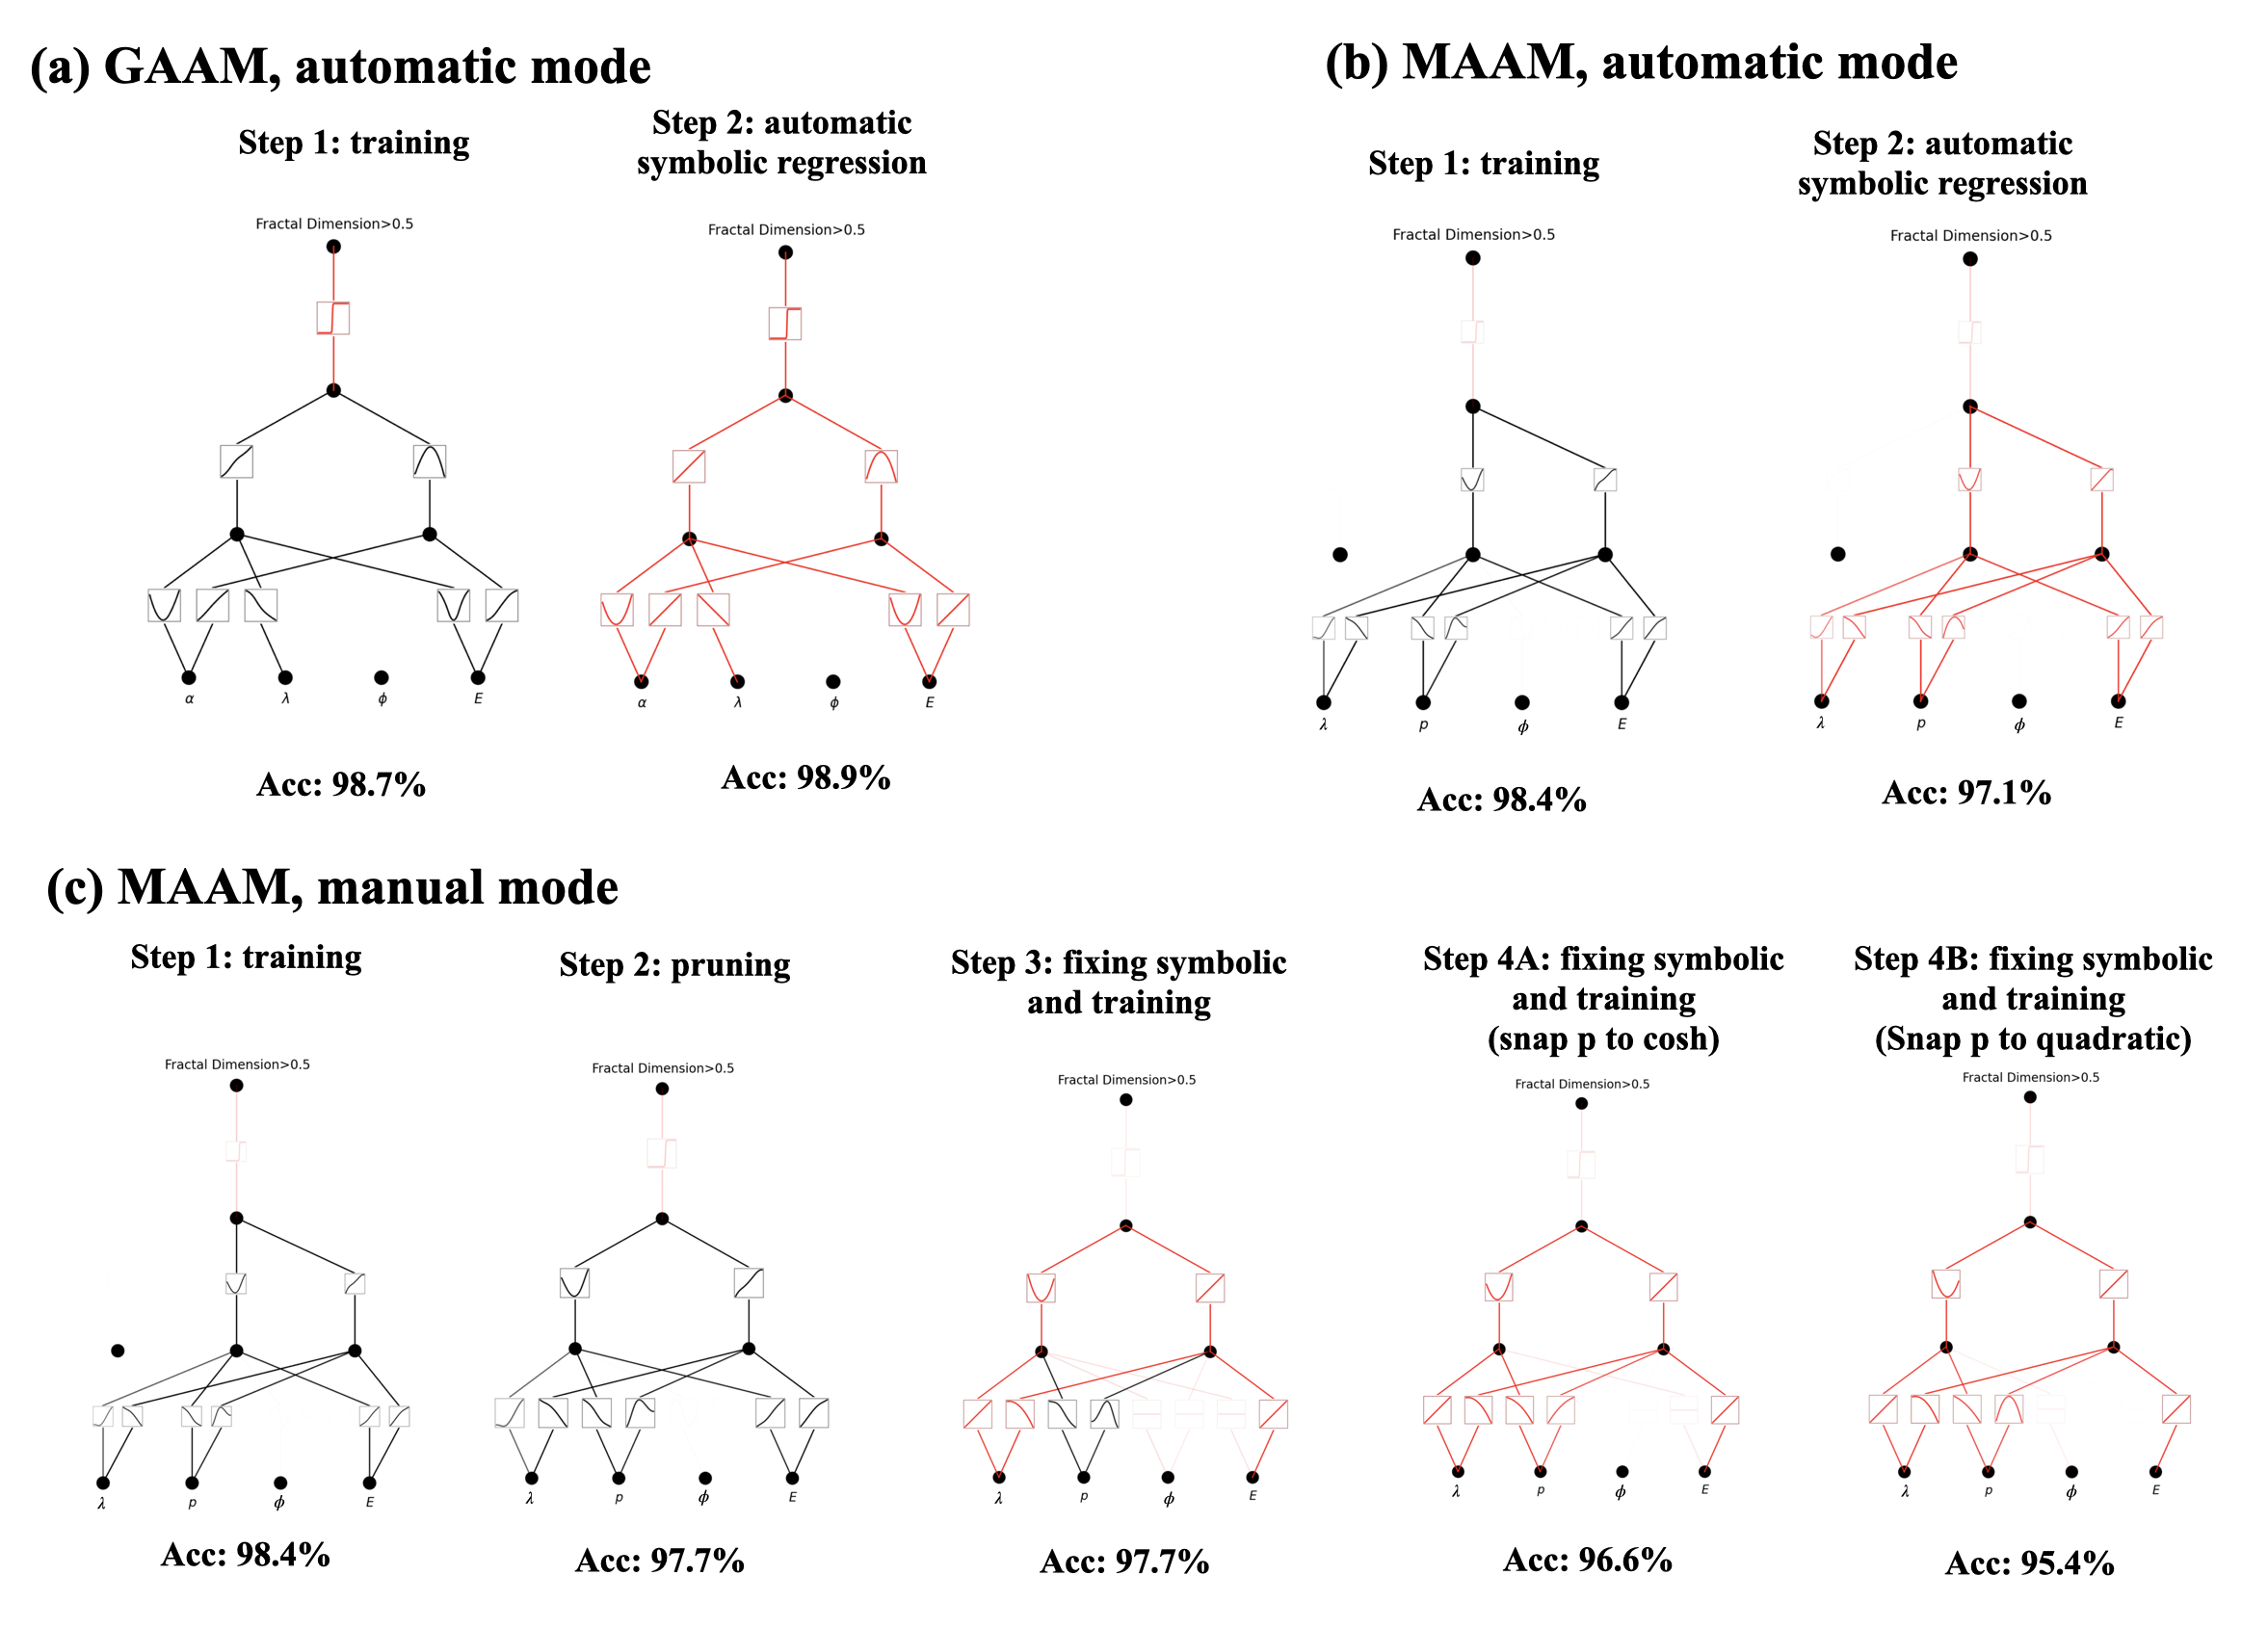 (a) GAAM, automatic mode
Step 1: training
Step 2: automatic
symbolic regression
Fractal Dimension>0.5
Fractal Dimension>0.5
α λ ϕ E
α λ ϕ E
Acc: 98.7%
Acc: 98.9%
(b) MAAM, automatic mode
Step 1: training
Step 2: automatic
symbolic regression
Fractal Dimension>0.5
Fractal Dimension>0.5
λ p ϕ E
λ p ϕ E
Acc: 98.4%
Acc: 97.1%
(c) MAAM, manual mode
Step 1: training
Fractal Dimension>0.5
λ p ϕ E
Acc: 98.4%
Step 2: pruning
Fractal Dimension>0.5
λ p ϕ E
Acc: 97.7%
Step 3: fixing symbolic
and training
Fractal Dimension>0.5
λ p ϕ E
Acc: 97.7%
Step 4A: fixing symbolic
and training
(snap p to cosh)
Fractal Dimension>0.5
λ p ϕ E
Acc: 96.6%
Step 4B: fixing symbolic
and training
(Snap p to quadratic)
Fractal Dimension>0.5
λ p ϕ E
Acc: 95.4%